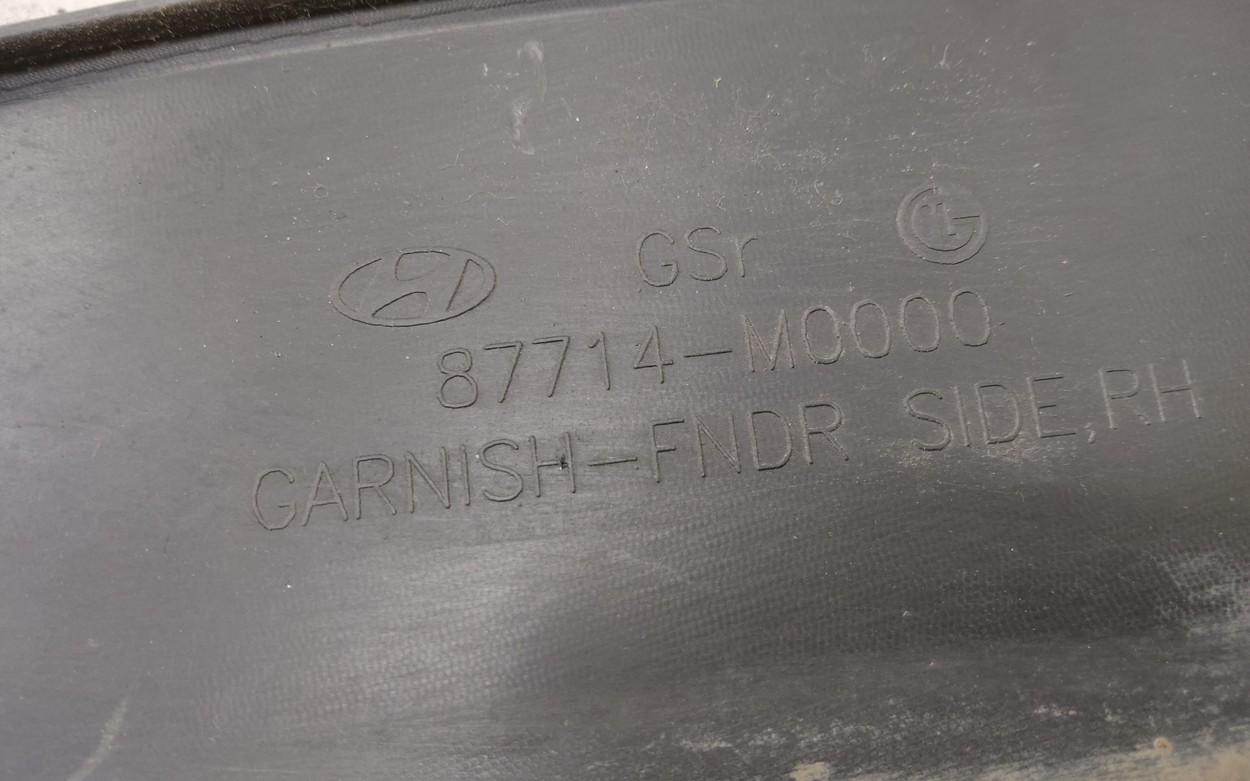 GSr
87714-M0000
GARNISH-FNDR SIDE,RH